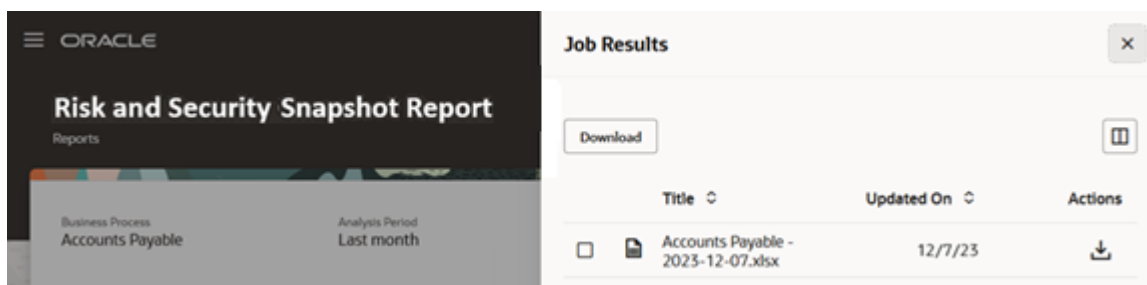 ORACLE
Risk and Security Snapshot Report
Reports
Business Process
Accounts Payable
Analysis Period
Last month
Job Results
Download
Title
Updated On
Actions
Accounts Payable -
2023-12-07.xlsx
12/7/23